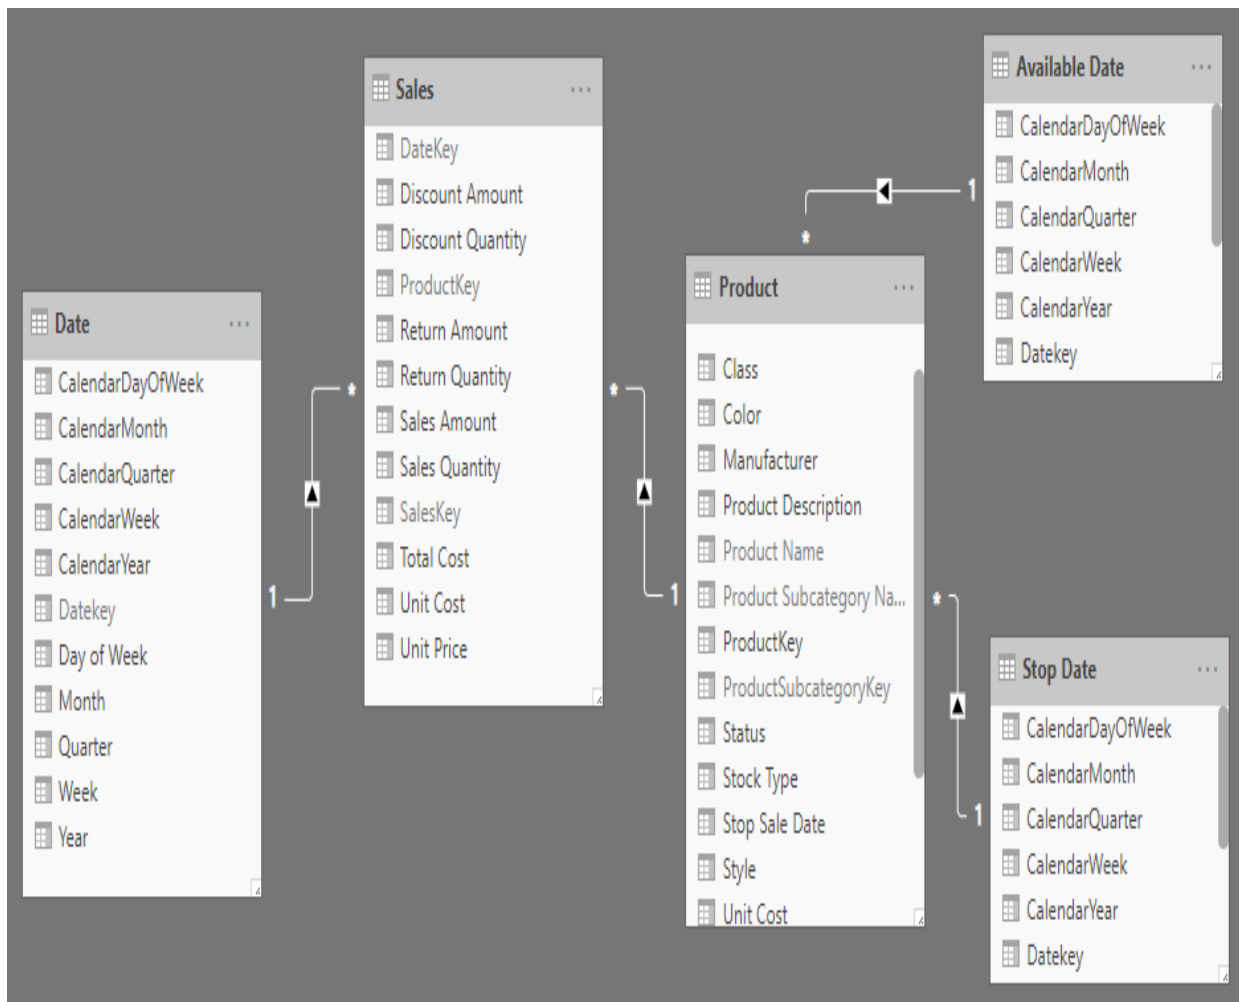 Date
CalendarDayOfWeek
CalendarMonth
CalendarQuarter
CalendarWeek
CalendarYear
Datekey
Day of Week
Month
Quarter
Week
Year
1
*
Sales
DateKey
Discount Amount
Discount Quantity
ProductKey
Return Amount
Return Quantity
Sales Amount
Sales Quantity
SalesKey
Total Cost
Unit Cost
Unit Price
*
1
Product
Class
Color
Manufacturer
Product Description
Product Name
Product Subcategory Na...
ProductKey
ProductSubcategoryKey
Status
Stock Type
Stop Sale Date
Style
Unit Cost
*
1
Available Date
CalendarDayOfWeek
CalendarMonth
CalendarQuarter
CalendarWeek
CalendarYear
Datekey
*
1
Stop Date
CalendarDayOfWeek
CalendarMonth
CalendarQuarter
CalendarWeek
CalendarYear
Datekey